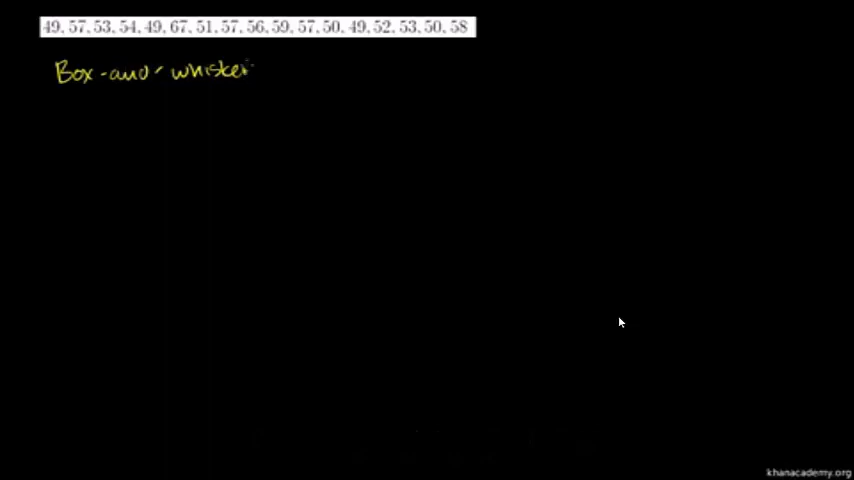 49, 57, 53, 54, 49, 67, 51, 57, 56, 59, 57, 50, 49, 52, 53, 50, 58
Box-and-whisker
khanacademy.org